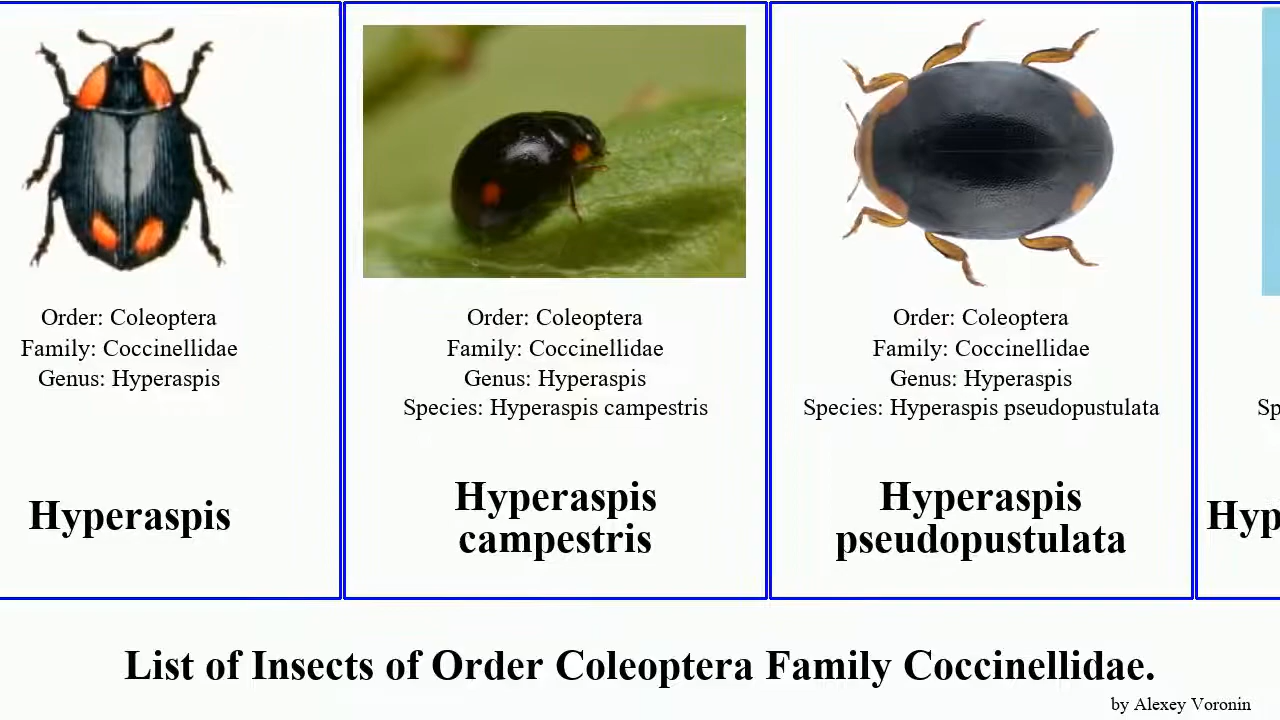 Order: Coleoptera
Family: Coccinellidae
Genus: Hyperaspis
Hyperaspis
Order: Coleoptera
Family: Coccinellidae
Genus: Hyperaspis
Species: Hyperaspis campestris
Hyperaspis
campestris
Order: Coleoptera
Family: Coccinellidae
Genus: Hyperaspis
Species: Hyperaspis pseudopustulata
Hyperaspis
pseudopustulata
Sp
Hyp
List of Insects of Order Coleoptera Family Coccinellidae.
by Alexey Voronin